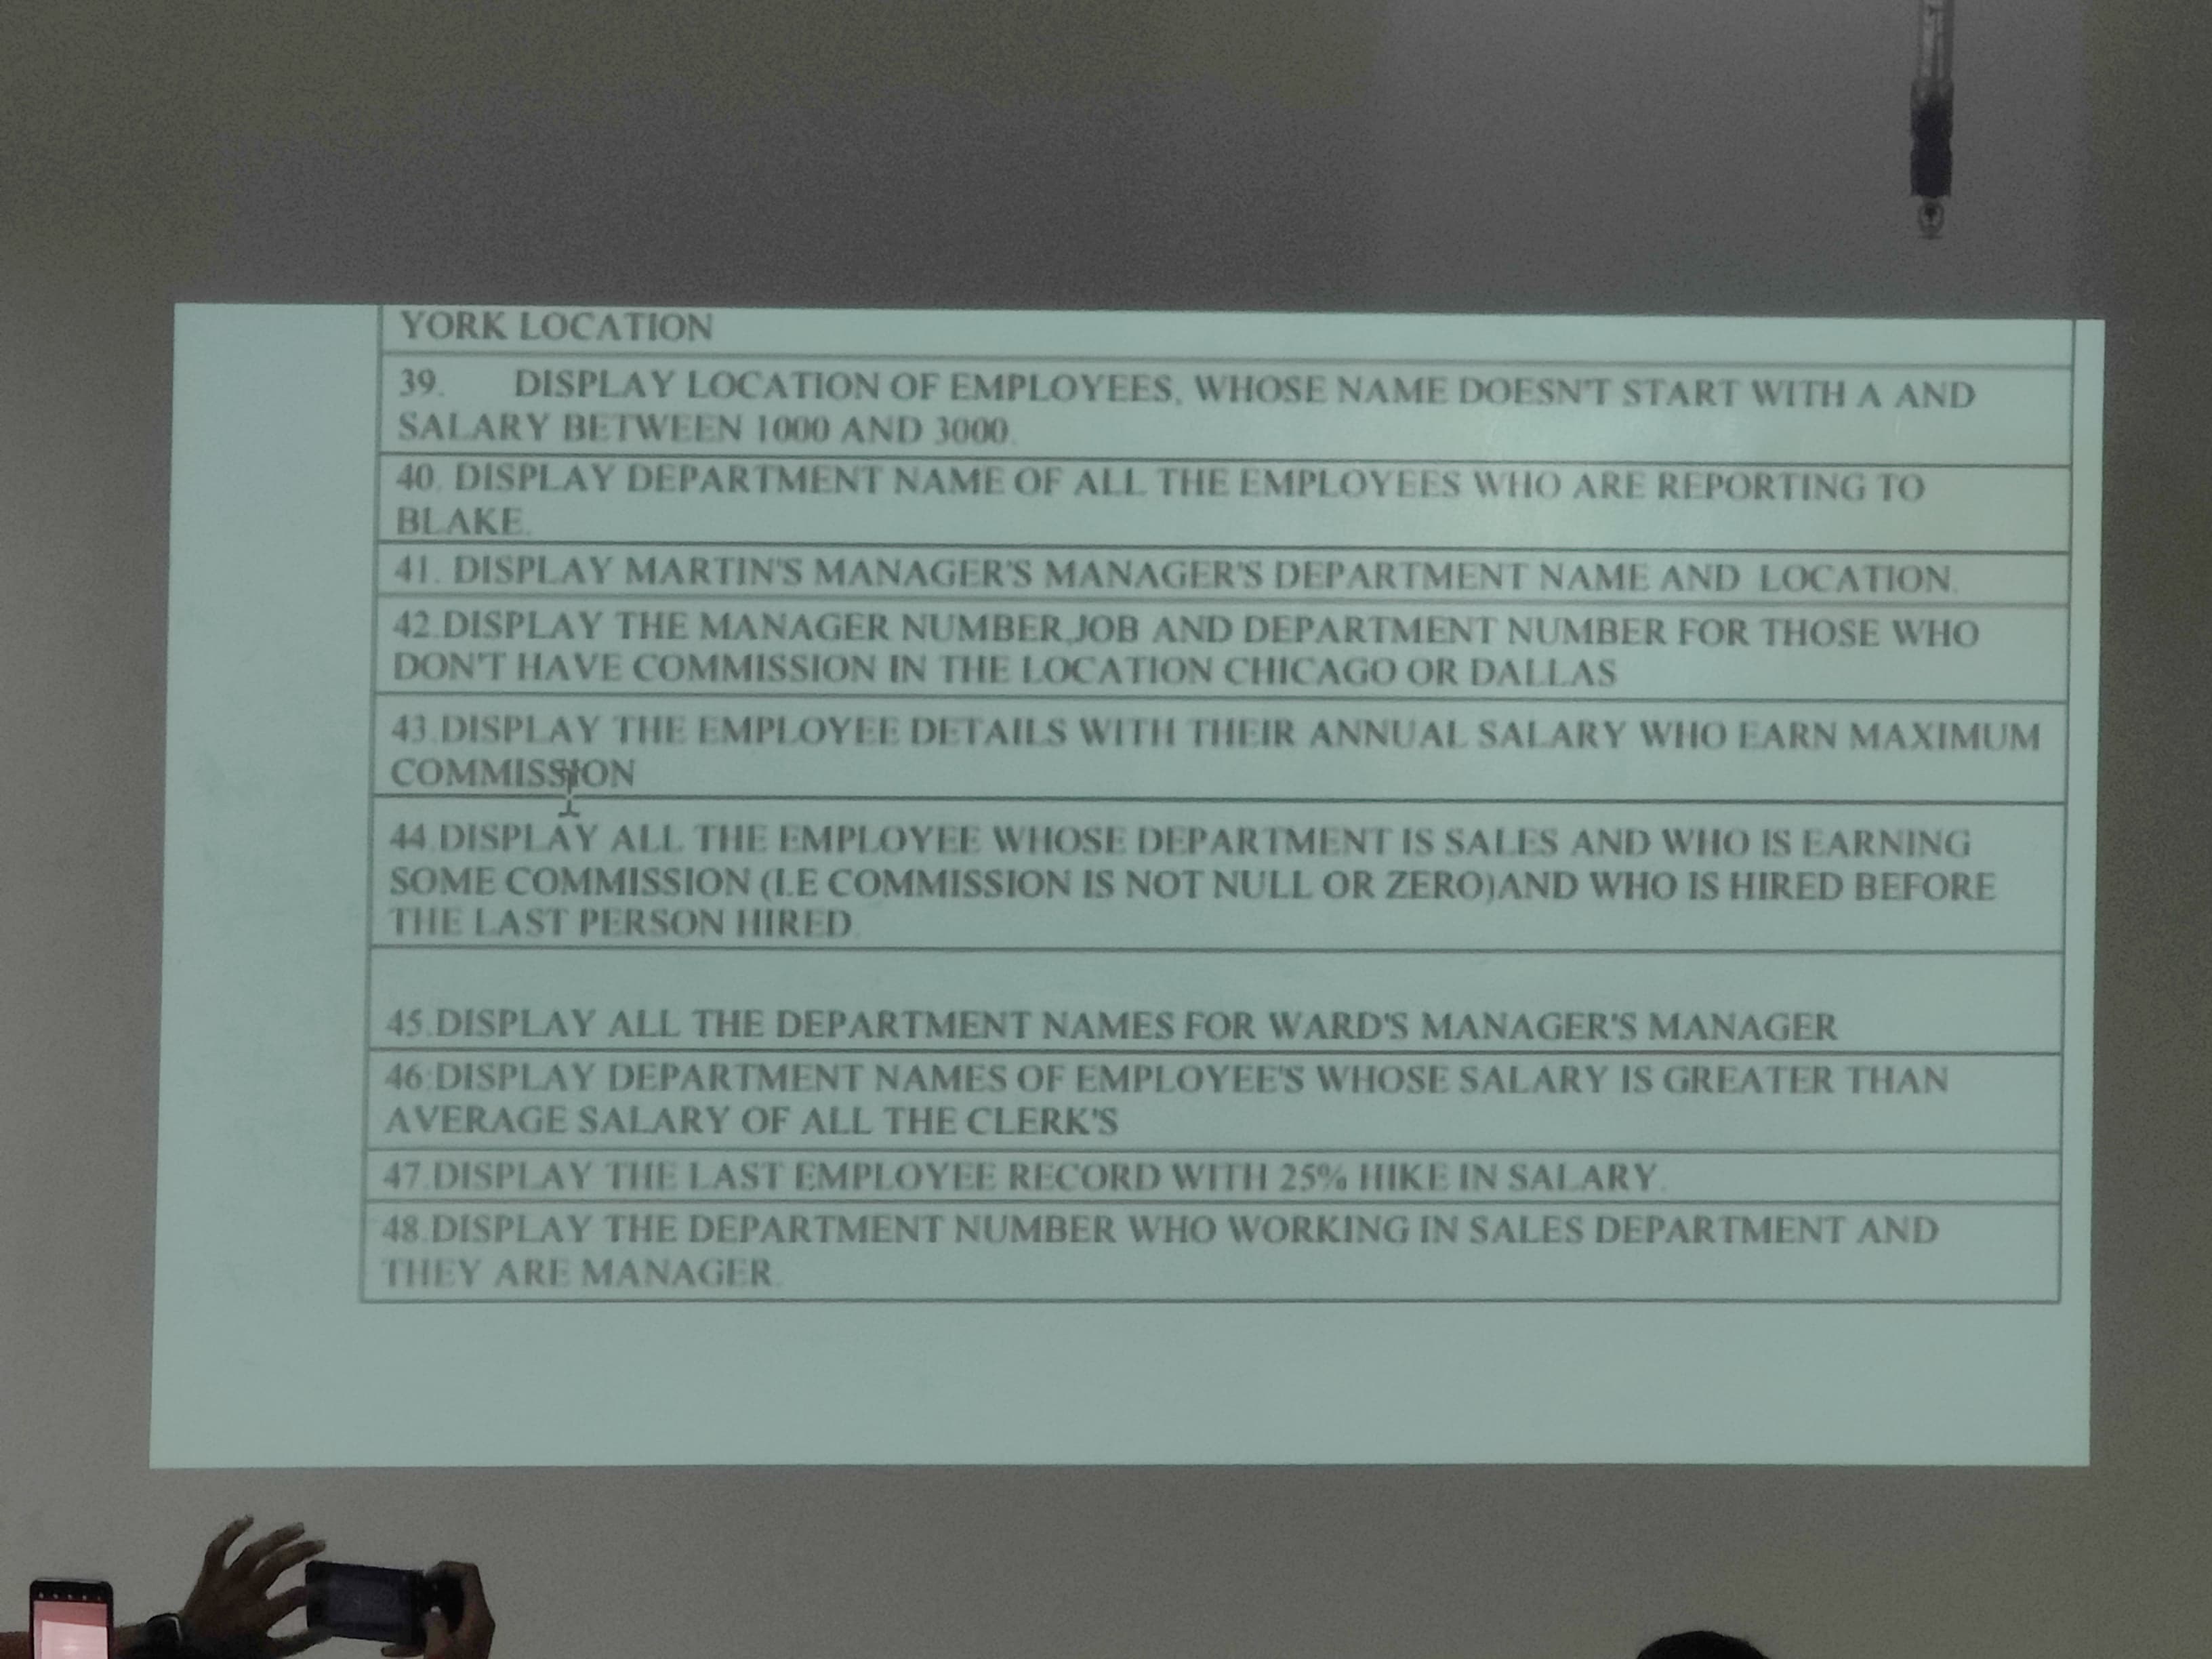 YORK LOCATION
39. DISPLAY LOCATION OF EMPLOYEES, WHOSE NAME DOESN'T START WITH A AND
SALARY BETWEEN 1000 AND 3000.
40. DISPLAY DEPARTMENT NAME OF ALL THE EMPLOYEES WHO ARE REPORTING TO
BLAKE.
41. DISPLAY MARTIN'S MANAGER'S MANAGER'S DEPARTMENT NAME AND LOCATION.
42.DISPLAY THE MANAGER NUMBER,JOB AND DEPARTMENT NUMBER FOR THOSE WHO
DON'T HAVE COMMISSION IN THE LOCATION CHICAGO OR DALLAS
43.DISPLAY THE EMPLOYEE DETAILS WITH THEIR ANNUAL SALARY WHO EARN MAXIMUM
COMMISSION
44.DISPLAY ALL THE EMPLOYEE WHOSE DEPARTMENT IS SALES AND WHO IS EARNING
SOME COMMISSION (I.E COMMISSION IS NOT NULL OR ZERO)AND WHO IS HIRED BEFORE
THE LAST PERSON HIRED.
45.DISPLAY ALL THE DEPARTMENT NAMES FOR WARD'S MANAGER'S MANAGER
46:DISPLAY DEPARTMENT NAMES OF EMPLOYEE'S WHOSE SALARY IS GREATER THAN
AVERAGE SALARY OF ALL THE CLERK'S
47.DISPLAY THE LAST EMPLOYEE RECORD WITH 25% HIKE IN SALARY.
48.DISPLAY THE DEPARTMENT NUMBER WHO WORKING IN SALES DEPARTMENT AND
THEY ARE MANAGER.